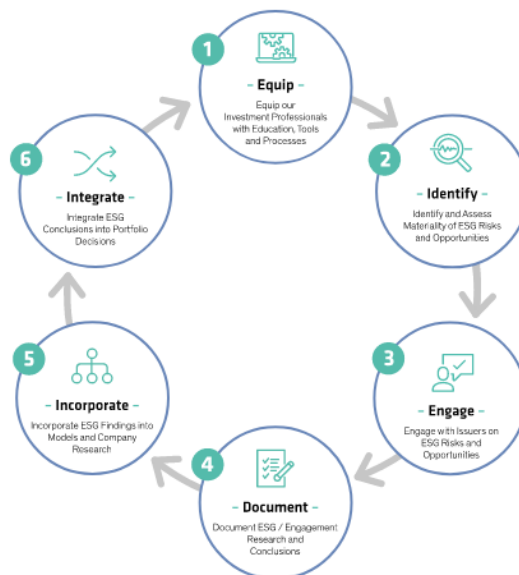 1
- Equip -
Equip our
Investment Professionals
with Education, Tools
and Processes
2
- Identify -
Identify and Assess
Materiality of ESG Risks
and Opportunities
3
- Engage -
Engage with Issuers on
ESG Risks and
Opportunities
4
- Document -
Document ESG / Engagement
Research and
Conclusions
5
- Incorporate -
Incorporate ESG Findings into
Models and Company
Research
6
- Integrate -
Integrate ESG
Conclusions into Portfolio
Decisions